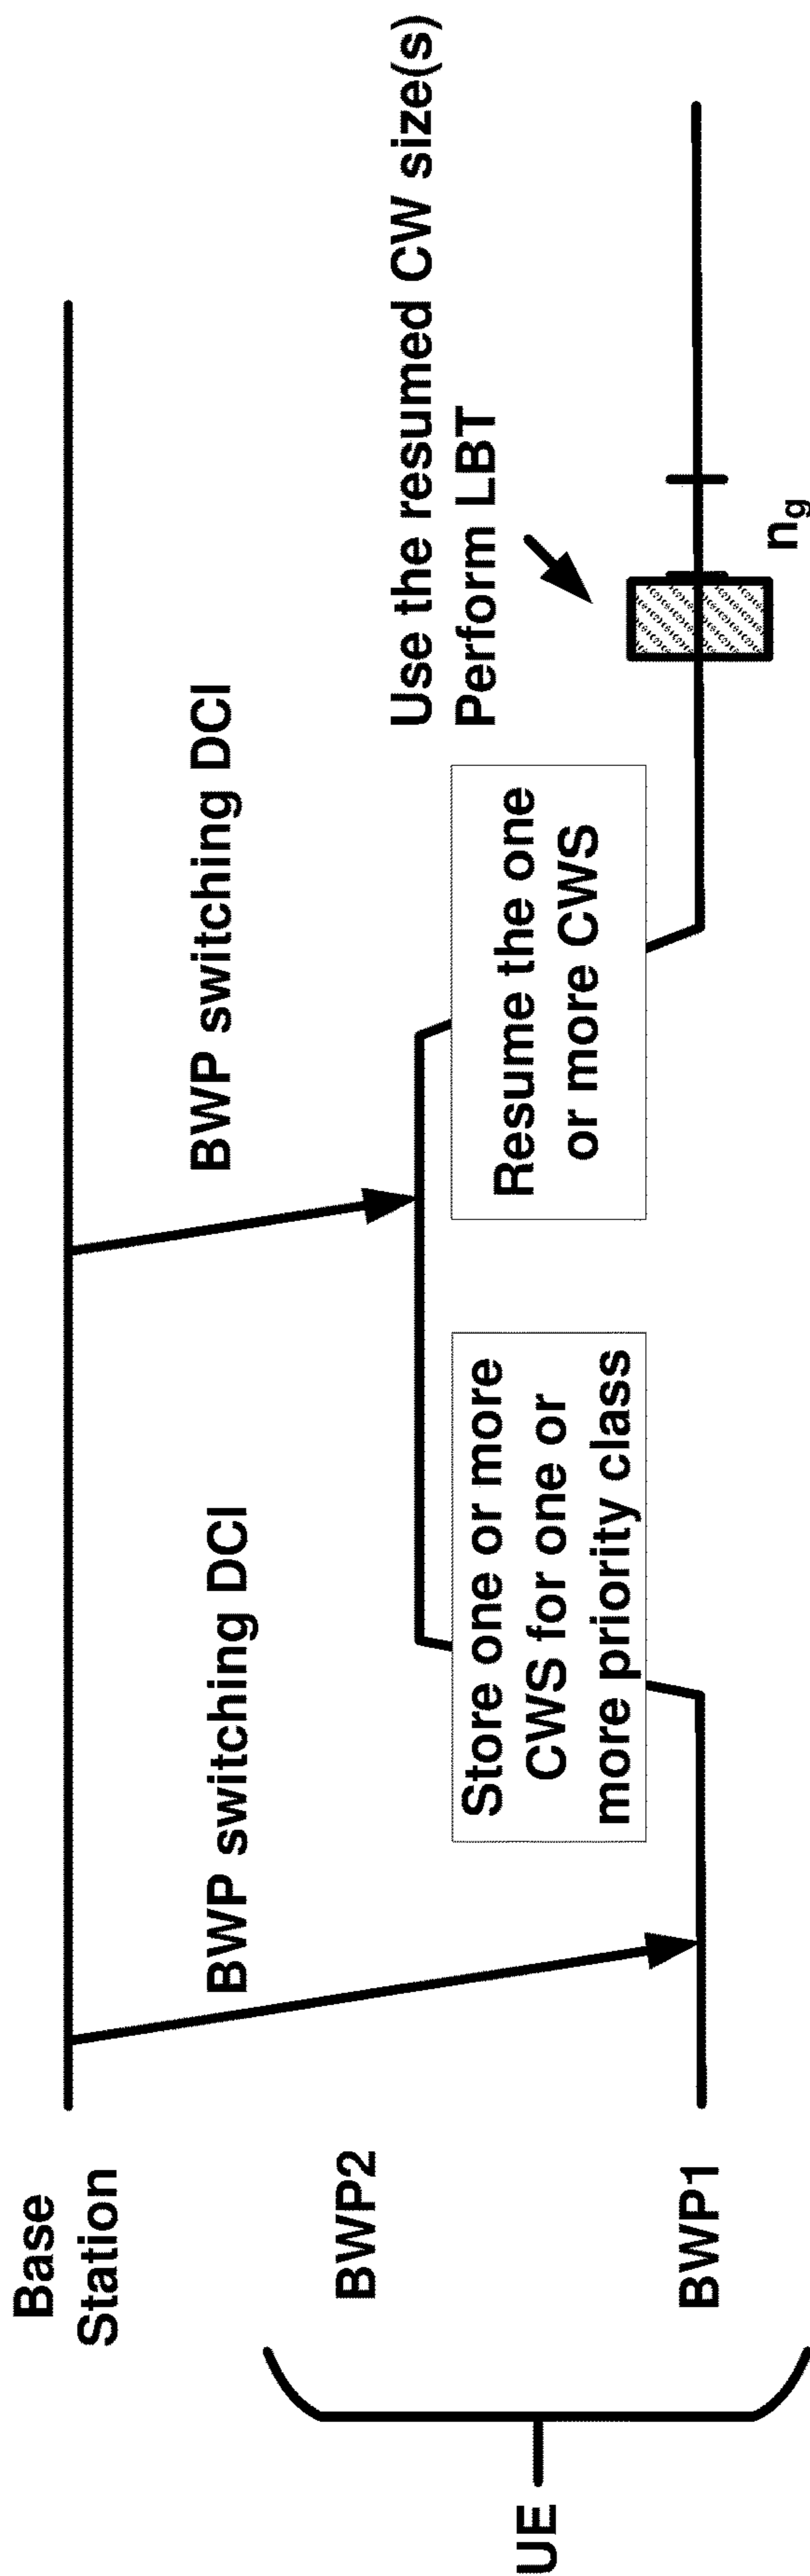 Base
Station
BWP switching DCI
BWP switching DCI
UE
BWP2
BWP1
Store one or more
CWS for one or
more priority class
Resume the one
or more CWS
Use the resumed CW size(s)
Perform LBT
ng